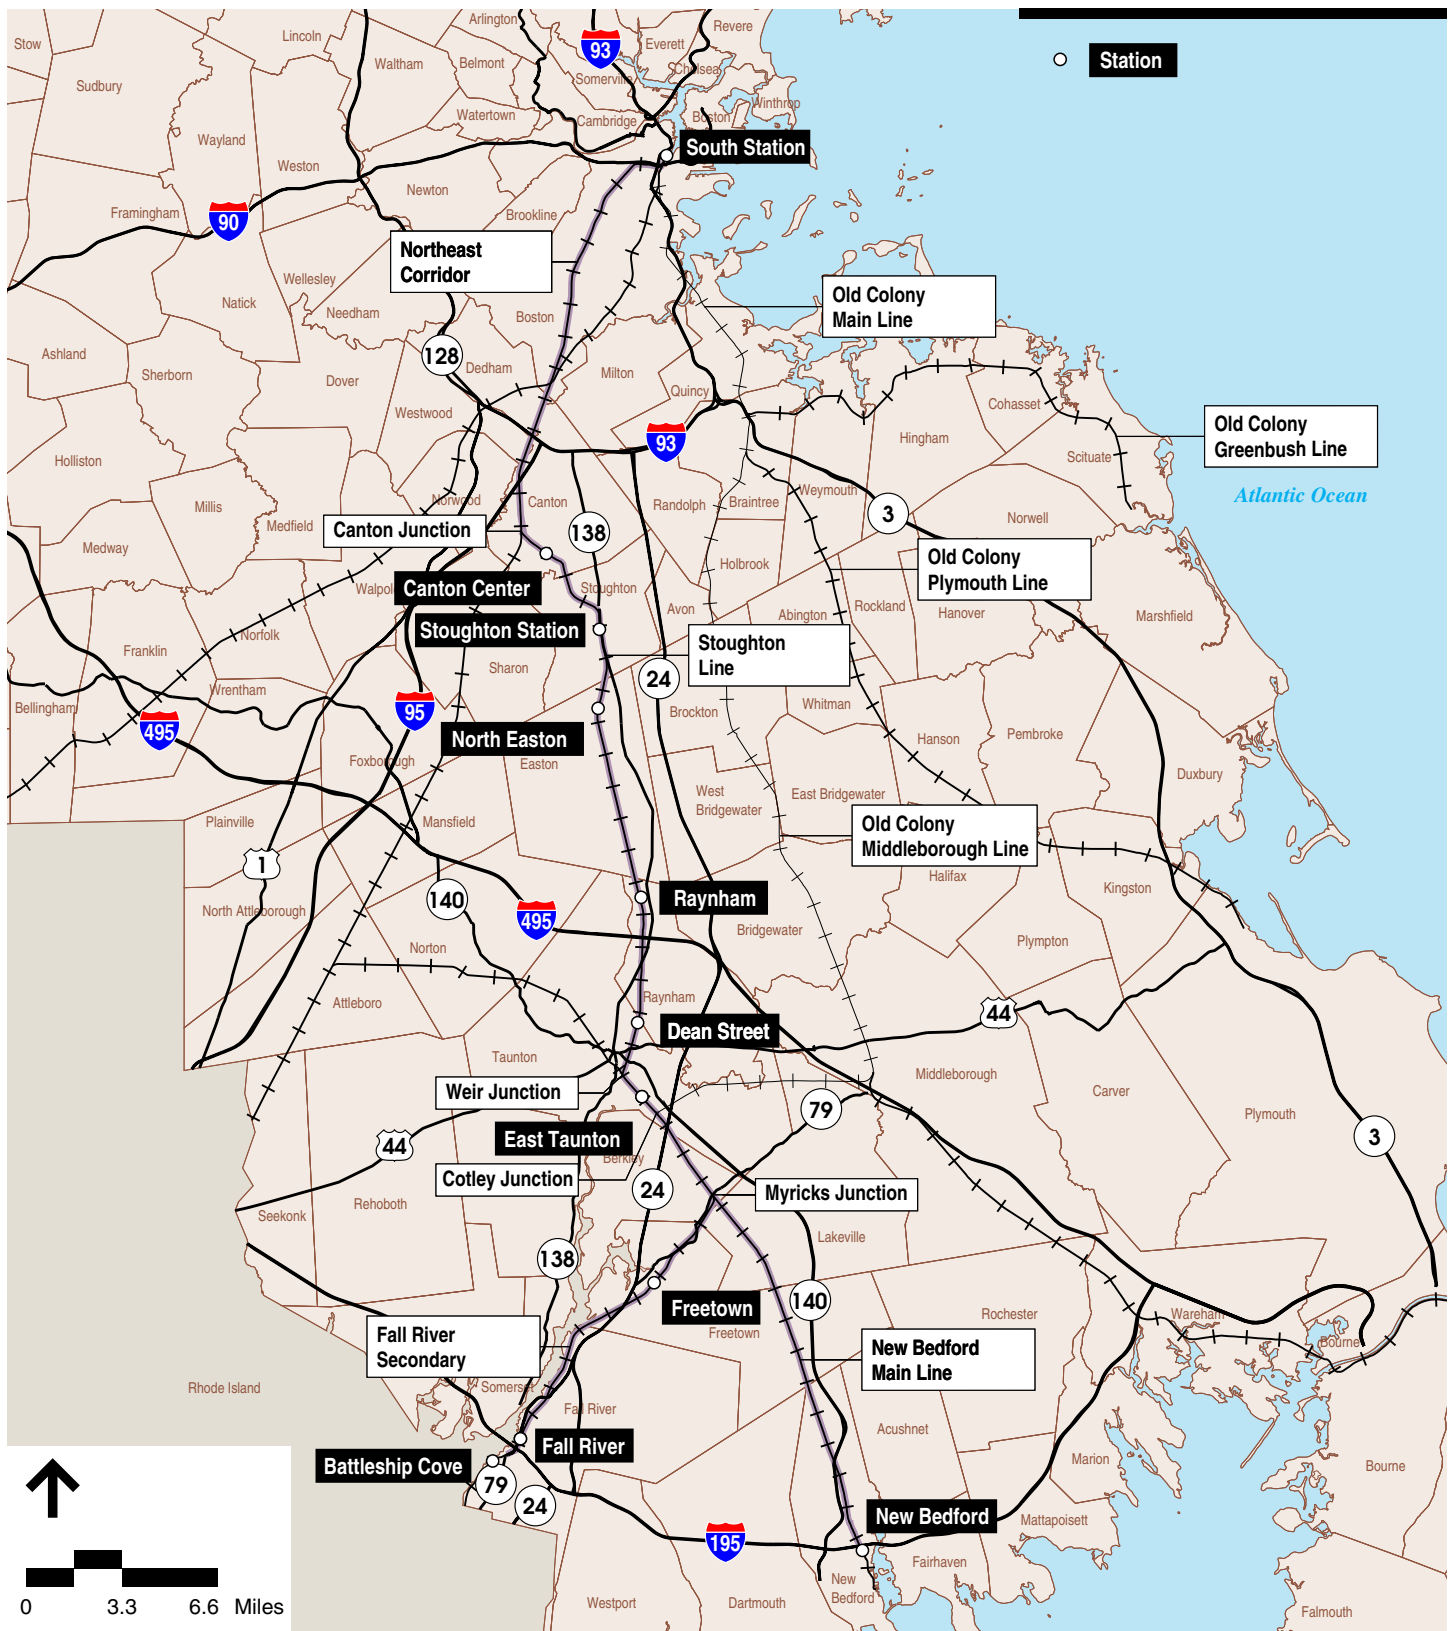 Arlington
Revere
Lincoln
Stow
Everett
93
Waltham
Belmont
Station
Chelsea
Somerville
Sudbury
Winthrop
Watertown
Boston
Cambridge
Wayland
South Station
Weston
Newton
Framingham
Brookline
90
Northeast
Corridor
Wellesley
Old Colony
Main Line
Natick
Needham
Boston
Ashland
128
Dedham
Milton
Sherborn
Dover
Quincy
Westwood
Cohasset
Old Colony
Greenbush Line
Hingham
93
Scituate
Holliston
Atlantic Ocean
Weymouth
Norwood
Canton
Randolph
Braintree
Millis
3
Norwell
Medfield
Canton Junction
138
Medway
Old Colony
Plymouth Line
Holbrook
Walpole
Canton Center
Stoughton
Avon
Abington
Rockland
Hanover
Marshfield
Norfolk
Stoughton Station
Stoughton
Line
Franklin
Sharon
24
Wrentham
Bellingham
95
Brockton
Whitman
495
North Easton
Hanson
Pembroke
Foxborough
Easton
Duxbury
West
Bridgewater
East Bridgewater
Plainville
Mansfield
Old Colony
Middleborough Line
1
Halifax
Kingston
140
Raynham
North Attleborough
495
Bridgewater
Norton
Plympton
Attleboro
Raynham
44
Dean Street
Taunton
Middleborough
Weir Junction
Carver
79
Plymouth
East Taunton
3
44
Berkley
Cotley Junction
24
Myricks Junction
Rehoboth
Seekonk
Lakeville
138
140
Freetown
Rochester
Wareham
Freetown
Fall River
Secondary
New Bedford
Main Line
Bourne
Rhode Island
Somerset
Fall River
Acushnet
Fall River
Battleship Cove
Marion
Bourne
79
24
New Bedford
Mattapoisett
195
Fairhaven
New
Bedford
Westport
Dartmouth
Falmouth
0 3.3 6.6 Miles